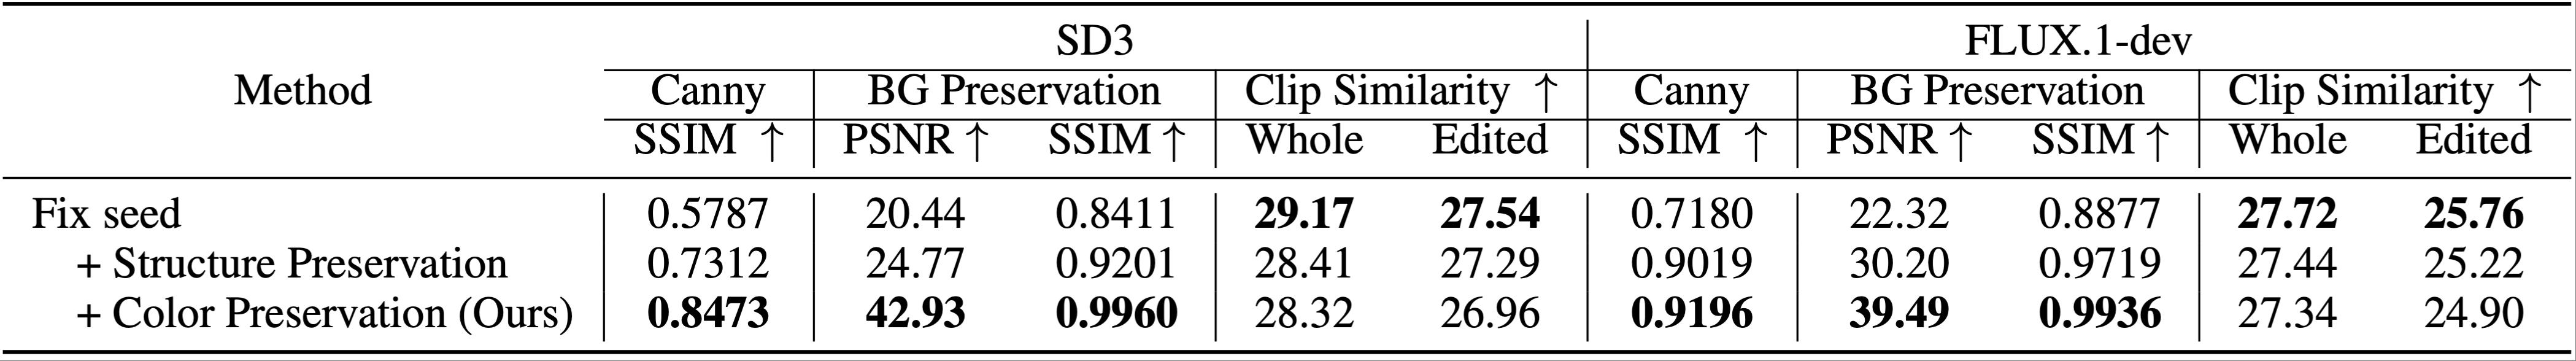 SD3 FLUX.1-dev
Method Canny BG Preservation Clip Similarity ↑ Canny BG Preservation Clip Similarity ↑
SSIM ↑ PSNR ↑ SSIM ↑ Whole Edited SSIM ↑ PSNR ↑ SSIM ↑ Whole Edited
Fix seed 0.5787 20.44 0.8411 29.17 27.54 0.7180 22.32 0.8877 27.72 25.76
+ Structure Preservation 0.7312 24.77 0.9201 28.41 27.29 0.9019 30.20 0.9719 27.44 25.22
+ Color Preservation (Ours) 0.8473 42.93 0.9960 28.32 26.96 0.9196 39.49 0.9936 27.34 24.90